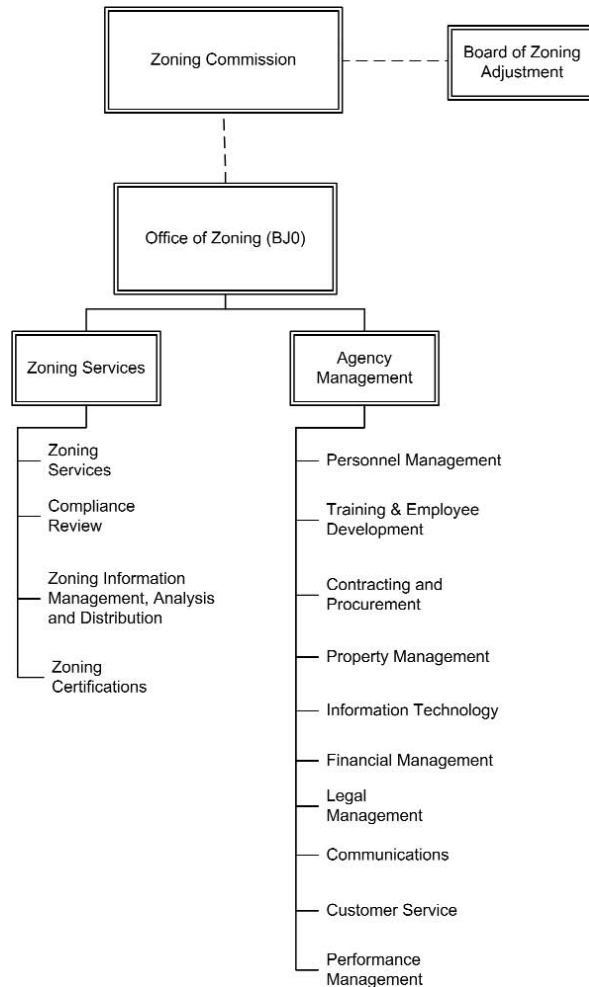 Zoning Commission
Board of Zoning
Adjustment
Office of Zoning (BJ0)
Zoning Services
Agency
Management
Zoning
Services
Compliance
Review
Zoning Information
Management, Analysis
and Distribution
Zoning
Certifications
Personnel Management
Training & Employee
Development
Contracting and
Procurement
Property Management
Information Technology
Financial Management
Legal
Management
Communications
Customer Service
Performance
Management